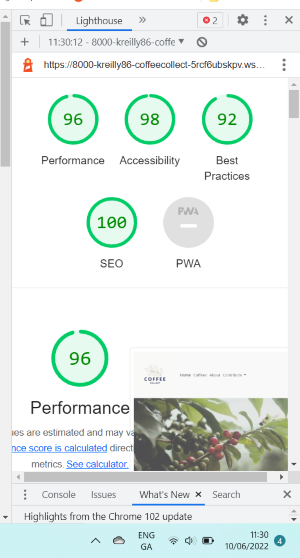 Lighthouse
2
11:30:12 - 8000-kreilly86-coffe
https://8000-kreilly86-coffeecollect-5rcf6ubskpv.ws...
96
98
92
Performance
Accessibility
Best
Practices
100
PWA
SEO
PWA
96
COFFEE
COLLECT
Home Coffees About Contribute
Performance
ues are estimated and may va
nce score is calculated direct
metrics. See calculator.
Console Issues What's New Search
Highlights from the Chrome 102 update
ENG
GA
11:30
10/06/2022
4